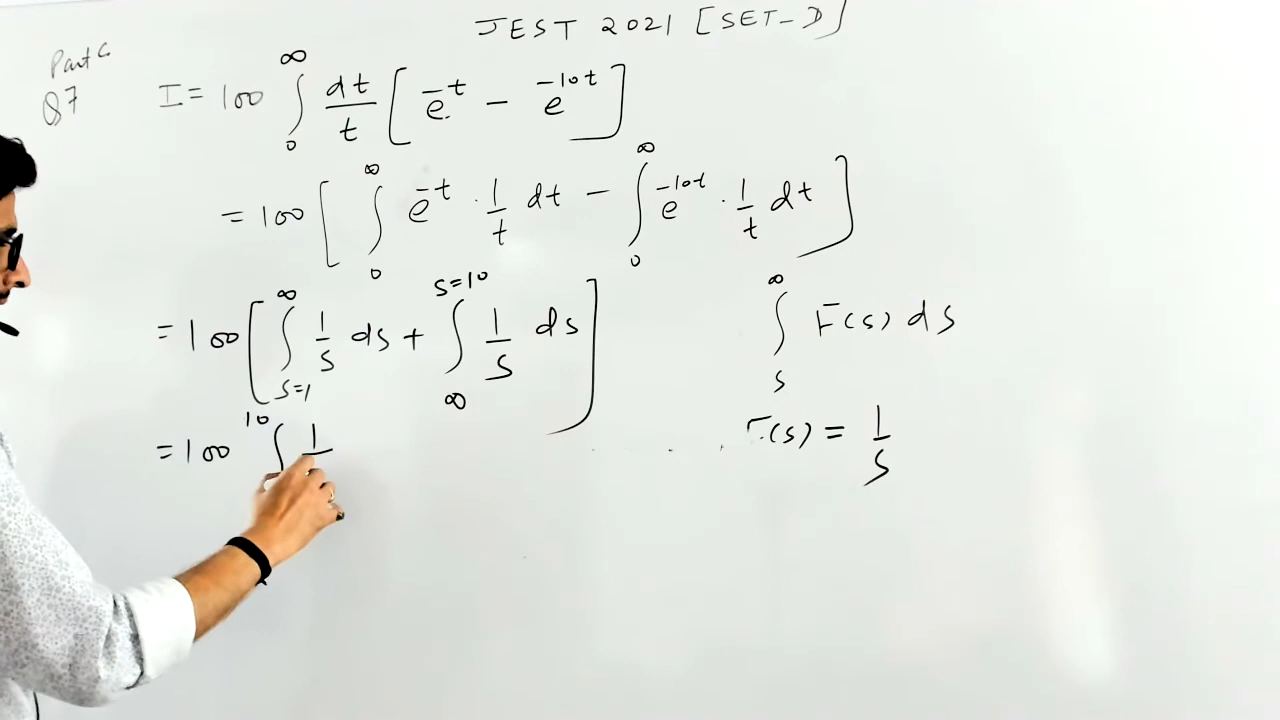 JEST 2021 [SET-D]
Part C
Q7
I = 100 ∫₀^∞ dt/t [e^-t - e^-10t]
= 100 [∫₀^∞ e^-t · 1/t dt - ∫₀^∞ e^-10t · 1/t dt]
= 100 [∫_{s=1}^∞ 1/s ds + ∫_∞^{s=10} 1/s ds]
∫_s^∞ F(s) ds
= 100 ∫^10 1
F(s) = 1/s